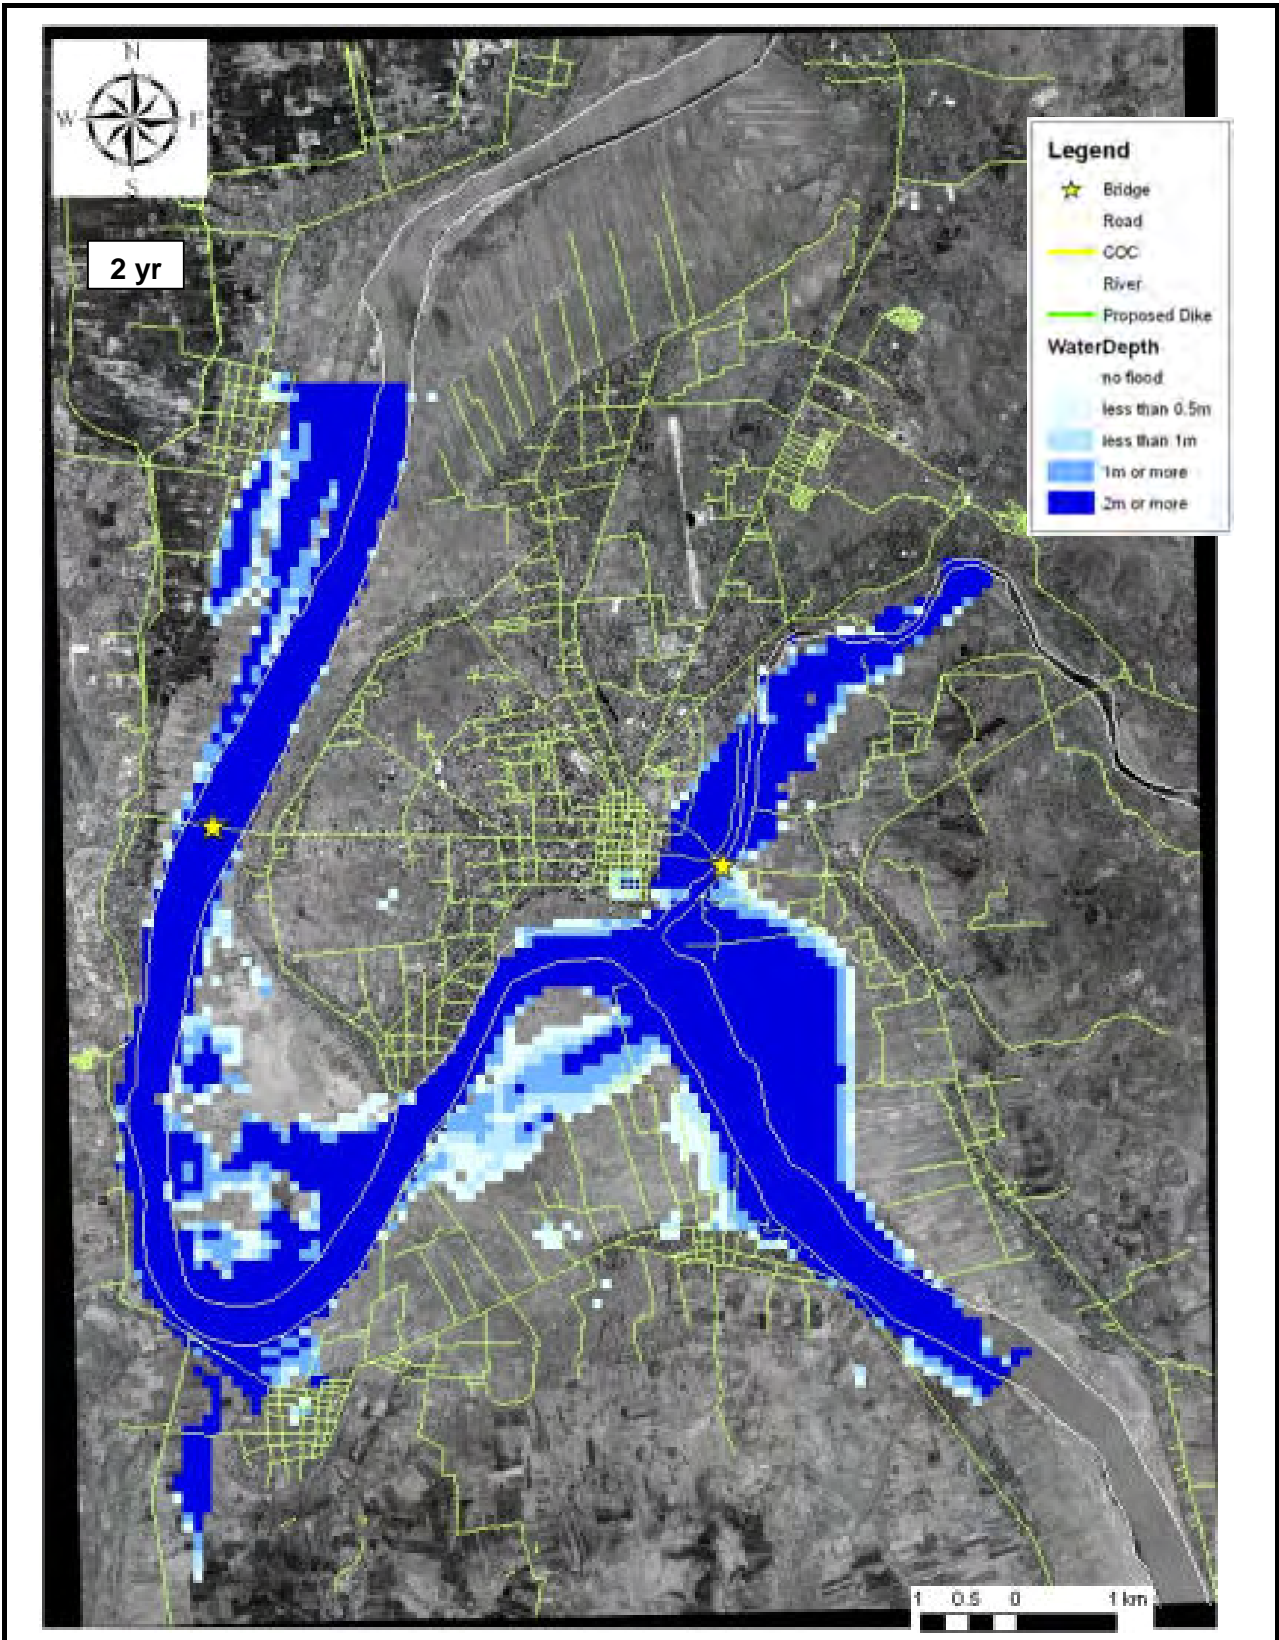 N
W E
S
2 yr
Legend
Bridge
Road
COC
River
Proposed Dike
WaterDepth
no flood
less than 0.5m
less than 1m
1m or more
2m or more
1 0.5 0 1 km